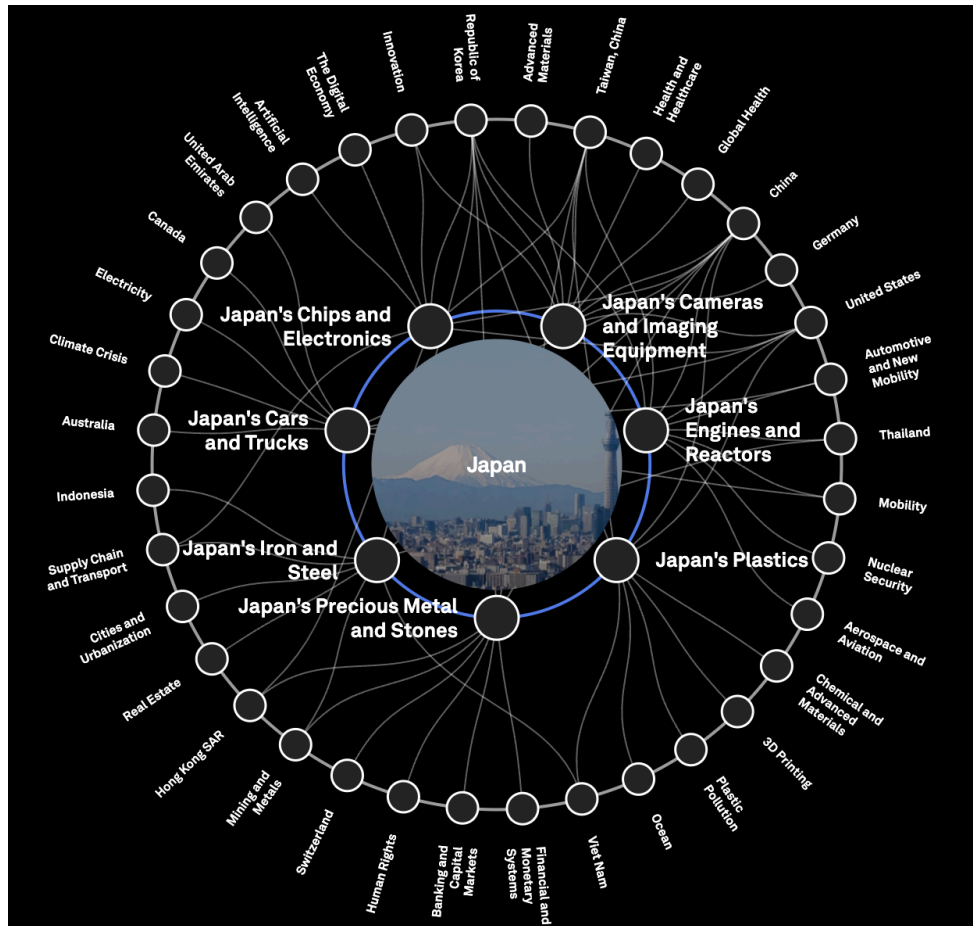 Japan
Japan's Chips and
Electronics
Japan's Cameras
and Imaging
Equipment
Japan's
Engines and
Reactors
Japan's Plastics
Japan's Precious Metal
and Stones
Japan's Iron and
Steel
Japan's Cars
and Trucks
Republic of
Korea
Advanced
Materials
Taiwan, China
Health and
Healthcare
Global Health
China
Germany
United States
Automotive
and New
Mobility
Thailand
Mobility
Nuclear
Security
Aerospace and
Aviation
Chemical and
Advanced
Materials
3D Printing
Plastic
Pollution
Ocean
Viet Nam
Financial and
Monetary
Systems
Banking and
Capital
Markets
Human Rights
Switzerland
Mining and
Metals
Hong Kong SAR
Real Estate
Cities and
Urbanization
Supply Chain
and Transport
Indonesia
Australia
Climate Crisis
Electricity
Canada
United Arab
Emirates
Artificial
Intelligence
The Digital
Economy
Innovation